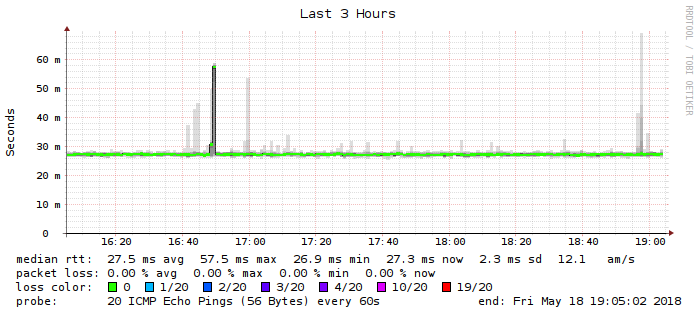 Last 3 Hours
RRDTOOL / TOBI OETIKER
Seconds
60 m
50 m
40 m
30 m
20 m
10 m
0
16:20 16:40 17:00 17:20 17:40 18:00 18:20 18:40 19:00
median rtt: 27.5 ms avg 57.5 ms max 26.9 ms min 27.3 ms now 2.3 ms sd 12.1 am/s
packet loss: 0.00 % avg 0.00 % max 0.00 % min 0.00 % now
loss color: 0 1/20 2/20 3/20 4/20 10/20 19/20
probe: 20 ICMP Echo Pings (56 Bytes) every 60s end: Fri May 18 19:05:02 2018